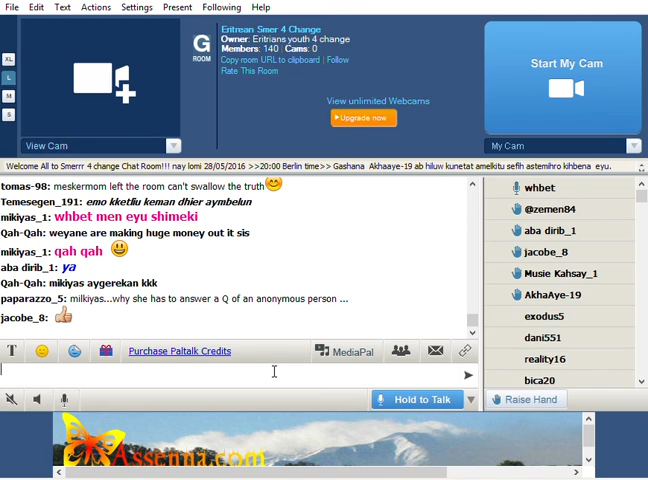 File Edit Text Actions Settings Present Following Help
Eritrean Smer 4 Change
Owner: Eritrians youth 4 change
Members: 140 | Cams: 0
Copy room URL to clipboard | Follow
Rate This Room
G
ROOM
XL
L
M
S
View unlimited Webcams
Upgrade now
View Cam
Start My Cam
My Cam
Welcome All to Smerrr 4 change Chat Room!!! nay lomi 28/05/2016 >>20:00 Berlin time>> Gashana Akhaaye-19 ab hiluw kunetat amelkitu sefih astemihro kihbena eyu.
tomas-98: meskermom left the room can't swallow the truth
Temesegen_191: emo kketliu keman dhier aymbelun
mikiyas_1: whbet men eyu shimeki
Qah-Qah: weyane are making huge money out it sis
mikiyas_1: qah qah
aba dirib_1: ya
Qah-Qah: mikiyas aygerekan kkk
paparazzo_5: milkiyas...why she has to answer a Q of an anonymous person ...
jacobe_8:
whbet
@zemen84
aba dirib_1
jacobe_8
Musie Kahsay_1
AkhaAye-19
exodus5
dani551
reality16
bica20
T
Purchase Paltalk Credits
MediaPal
Hold to Talk
Raise Hand
Assenna.com